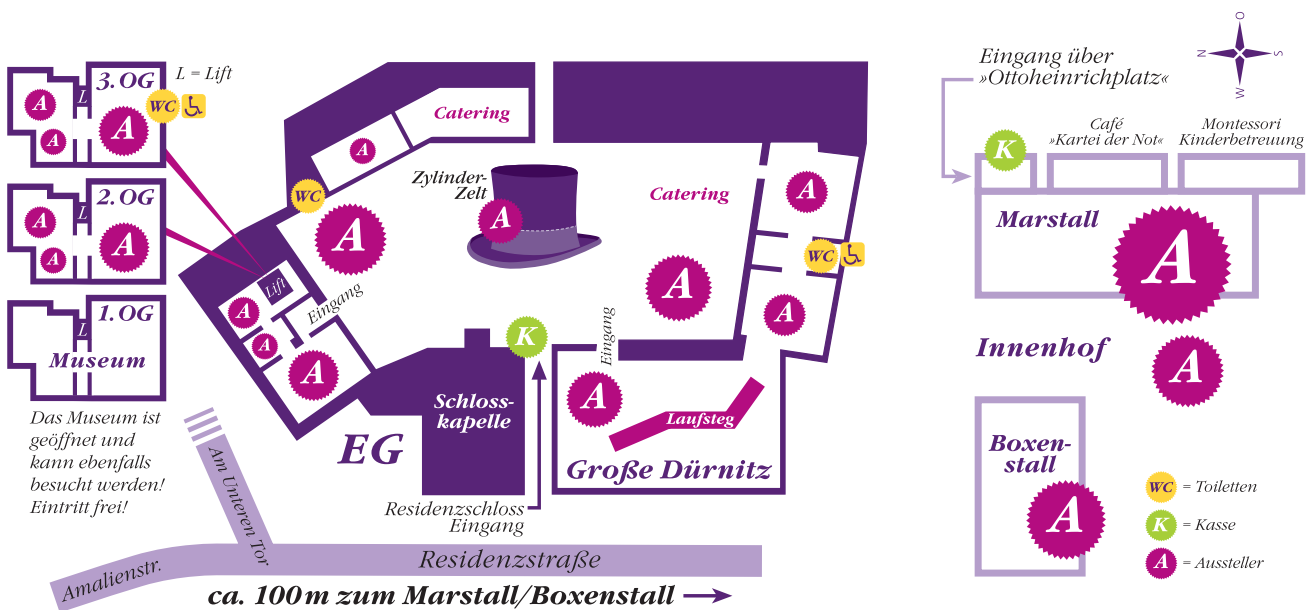 3. OG
L = Lift
L
WC
A
A
A
2. OG
L
A
A
A
1. OG
L
Museum
Das Museum ist
geöffnet und
kann ebenfalls
besucht werden!
Eintritt frei!
Catering
A
WC
A
Zylinder-
Zelt
A
Catering
A
A
WC
A
Lift
A
A
A
Eingang
K
Eingang
A
Laufsteg
Große Dürnitz
Schloss-
kapelle
EG
Residenzschloss
Eingang
Am Unteren Tor
Amalienstr.
Residenzstraße
ca. 100 m zum Marstall/Boxenstall
O
N
S
W
Eingang über
»Ottoheinrichplatz«
K
Café
»Kartei der Not«
Montessori
Kinderbetreuung
Marstall
A
Innenhof
A
Boxen-
stall
A
WC = Toiletten
K = Kasse
A = Aussteller